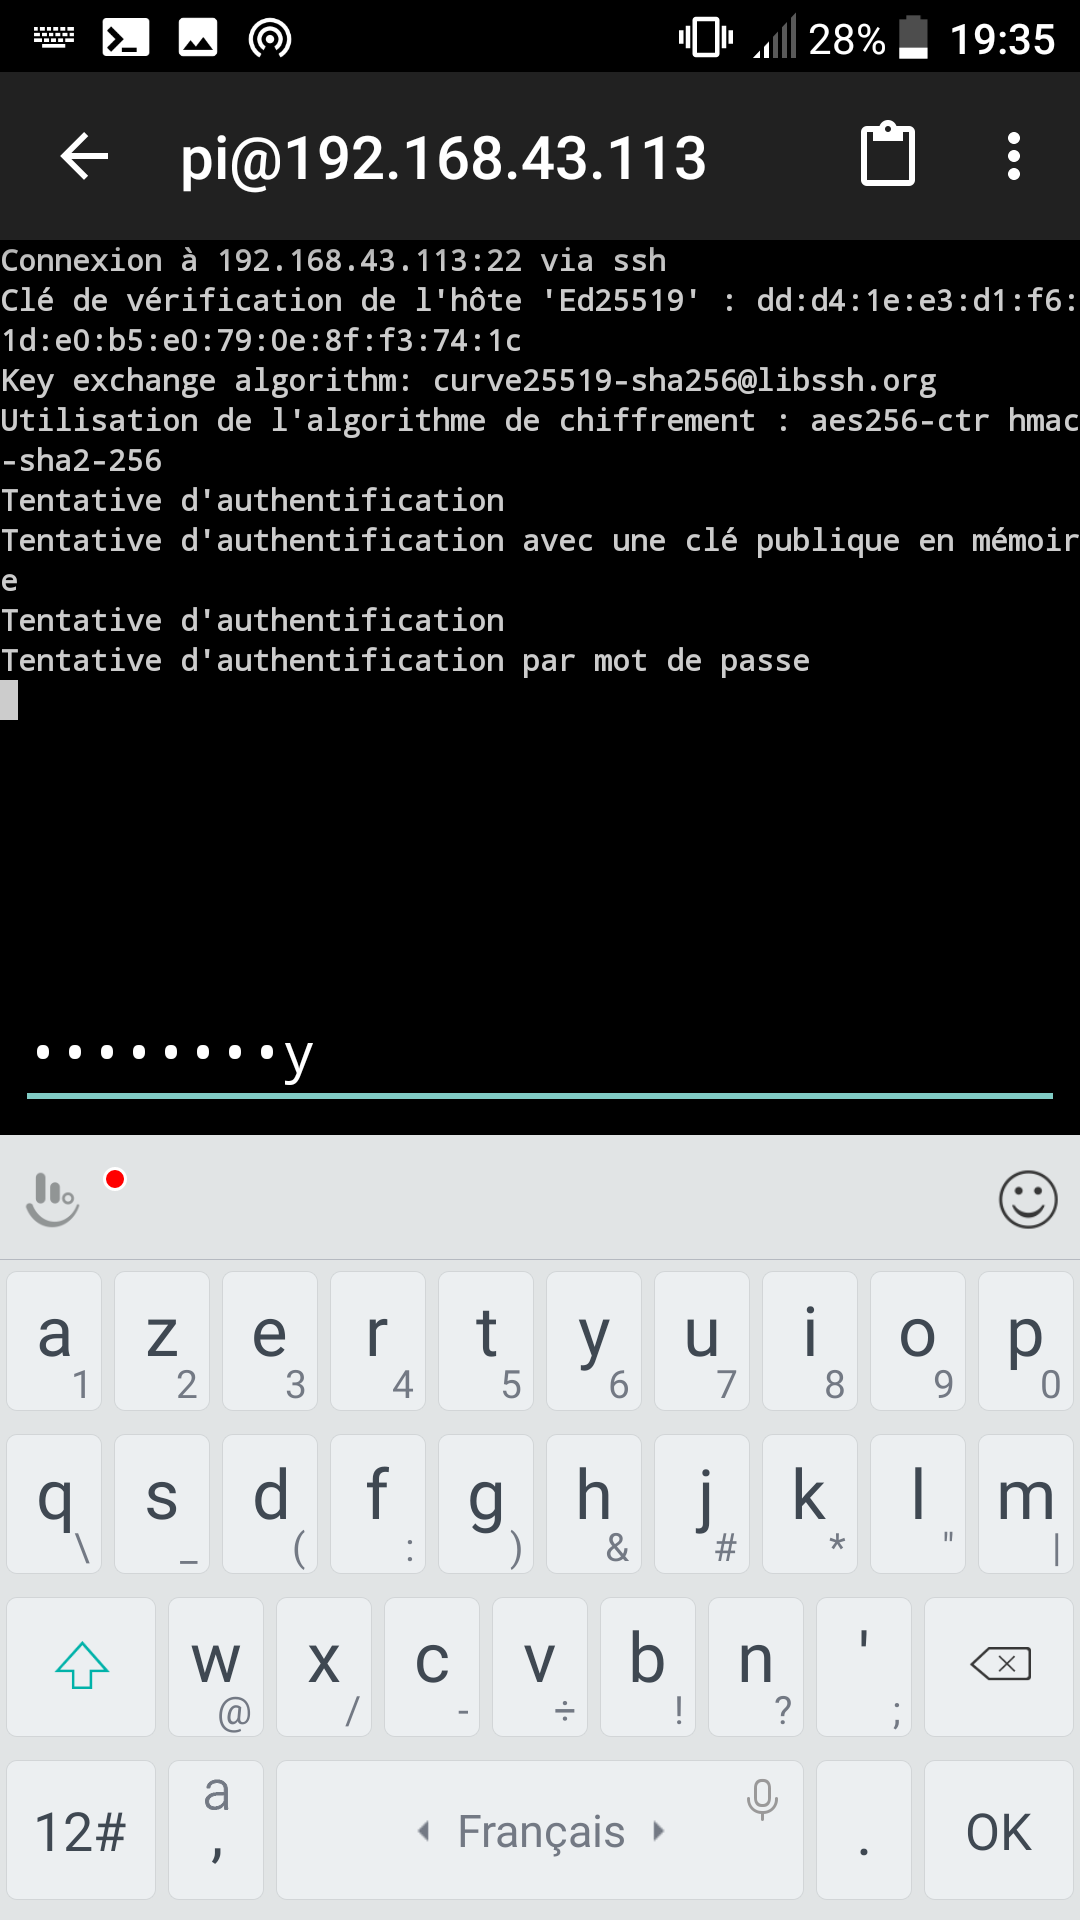 28% 19:35
pi@192.168.43.113
Connexion à 192.168.43.113:22 via ssh
Clé de vérification de l'hôte 'Ed25519' : dd:d4:1e:e3:d1:f6:
1d:e0:b5:e0:79:0e:8f:f3:74:1c
Key exchange algorithm: curve25519-sha256@libssh.org
Utilisation de l'algorithme de chiffrement : aes256-ctr hmac
-sha2-256
Tentative d'authentification
Tentative d'authentification avec une clé publique en mémoir
e
Tentative d'authentification
Tentative d'authentification par mot de passe
••••••••y
a z e r t y u i o p
1 2 3 4 5 6 7 8 9 0
q s d f g h j k l m
\ _ ( : ) & # * " |
w x c v b n '
@ / - ÷ ! ? ;
12# a , Français . OK